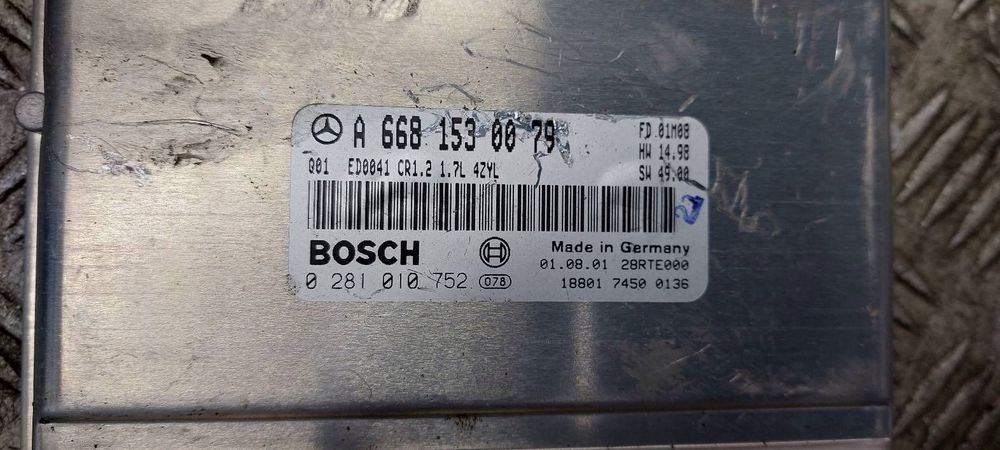 A 668 153 00 79
FD 01M08
HW 14.98
Q01 ED0041 CR1.2 1.7L 4ZYL
SW 49.00
BOSCH
Made in Germany
01.08.01 28RTE000
0 281 010 752 078
18801 7450 0136